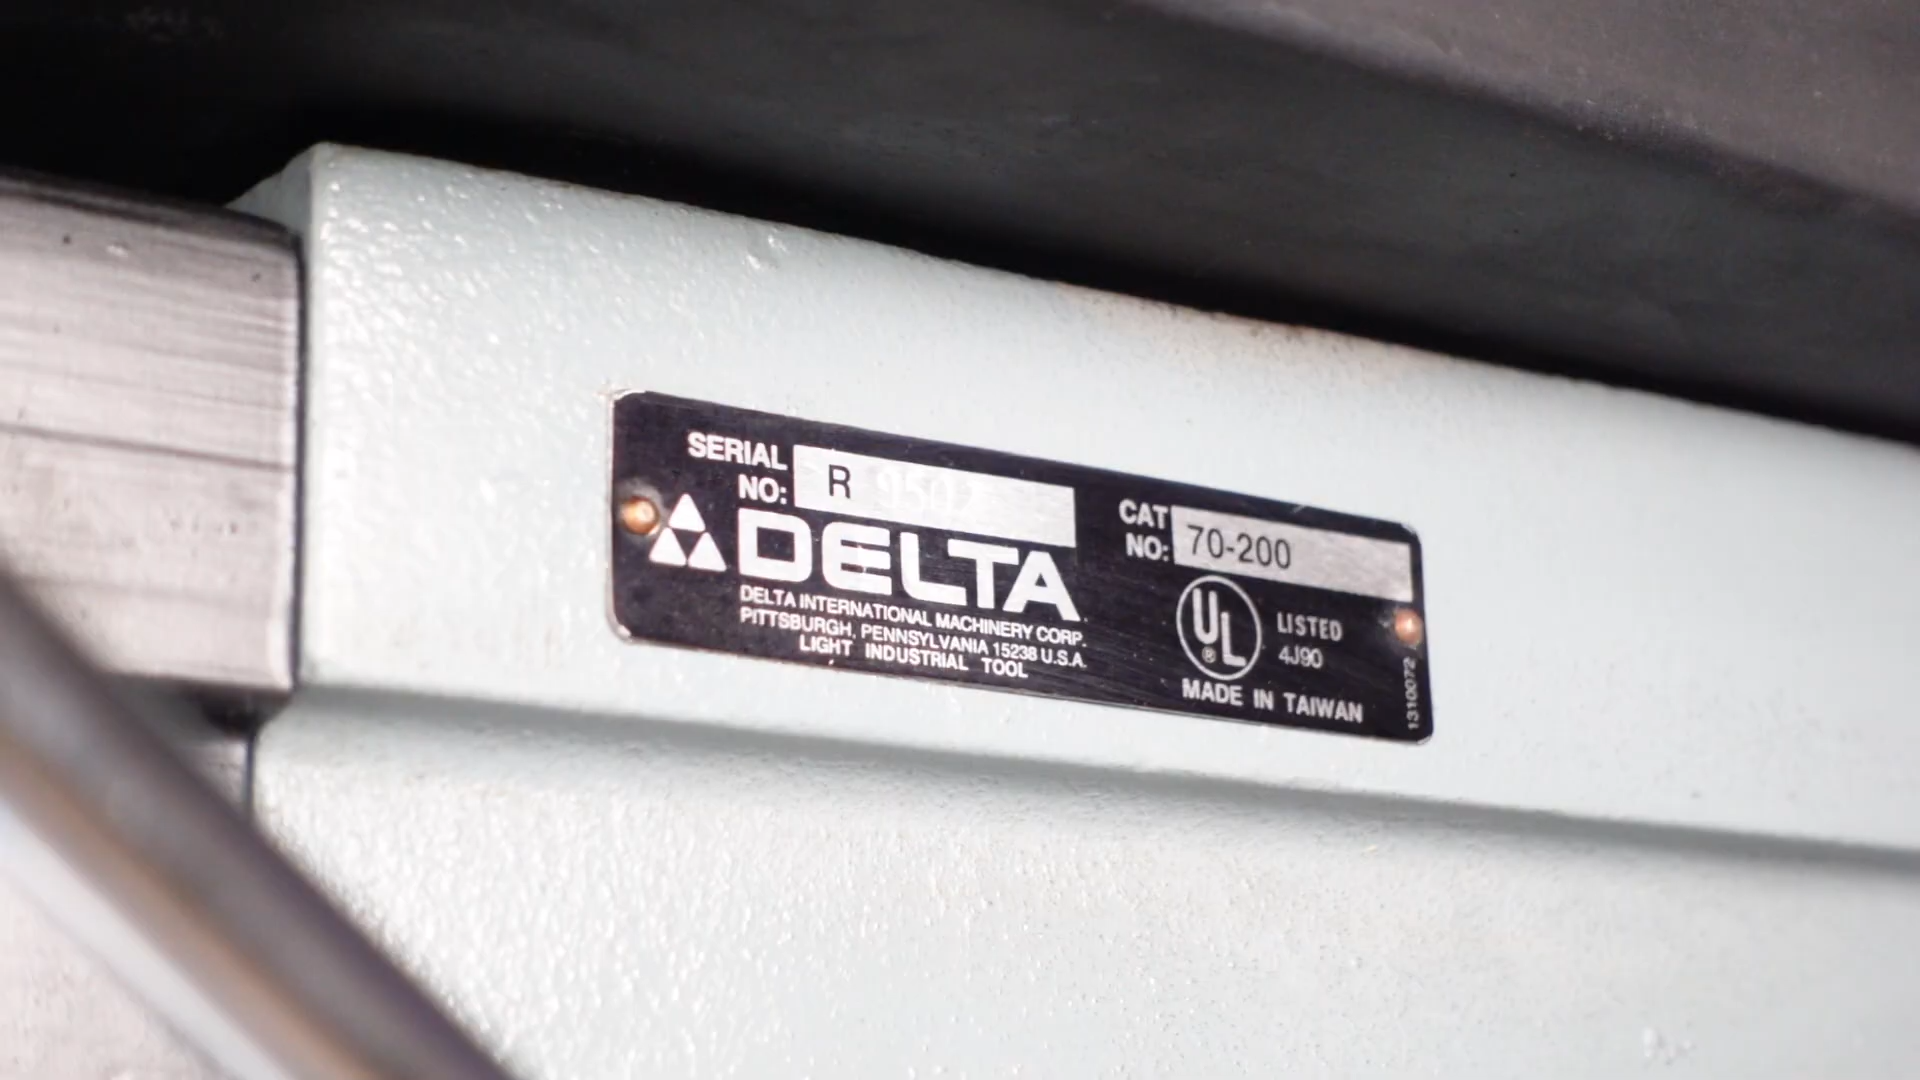 SERIAL
NO: R
DELTA
DELTA INTERNATIONAL MACHINERY CORP.
PITTSBURGH, PENNSYLVANIA 15238 U.S.A.
LIGHT INDUSTRIAL TOOL
CAT
NO: 70-200
UL
®
LISTED
4J90
MADE IN TAIWAN
1310072